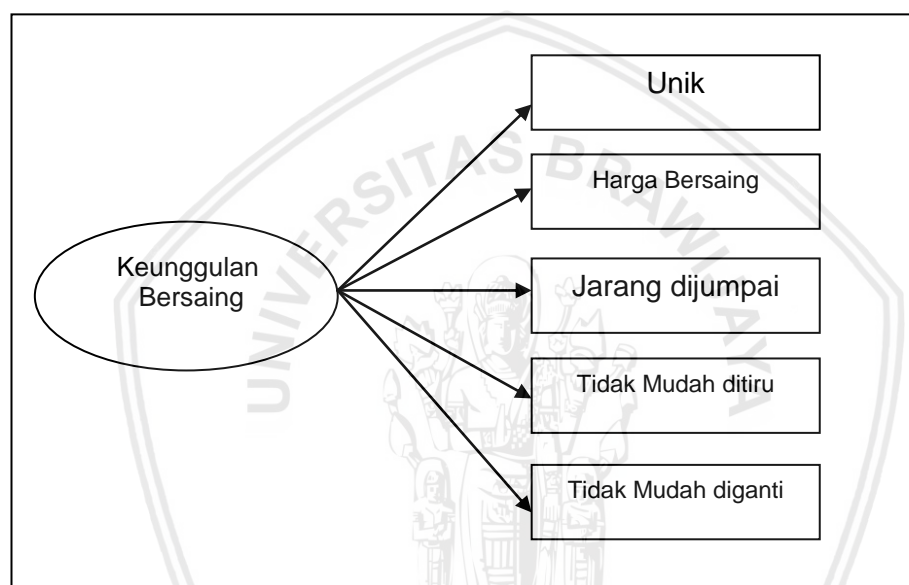 UNIVERSITAS BRAWIJAYA
Keunggulan
Bersaing
Unik
Harga Bersaing
Jarang dijumpai
Tidak Mudah ditiru
Tidak Mudah diganti